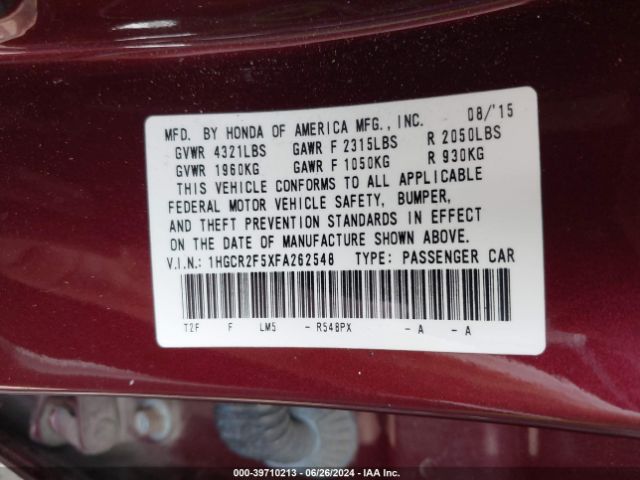 MFD. BY HONDA OF AMERICA MFG., INC. 08/'15
GVWR 4321LBS GAWR F 2315LBS R 2050LBS
GVWR 1960KG GAWR F 1050KG R 930KG
THIS VEHICLE CONFORMS TO ALL APPLICABLE
FEDERAL MOTOR VEHICLE SAFETY, BUMPER,
AND THEFT PREVENTION STANDARDS IN EFFECT
ON THE DATE OF MANUFACTURE SHOWN ABOVE.
V.I.N.: 1HGCR2F5XFA262548 TYPE: PASSENGER CAR
T2F F LM5 - R548PX - A - A
000-39710213 - 06/26/2024 - IAA Inc.